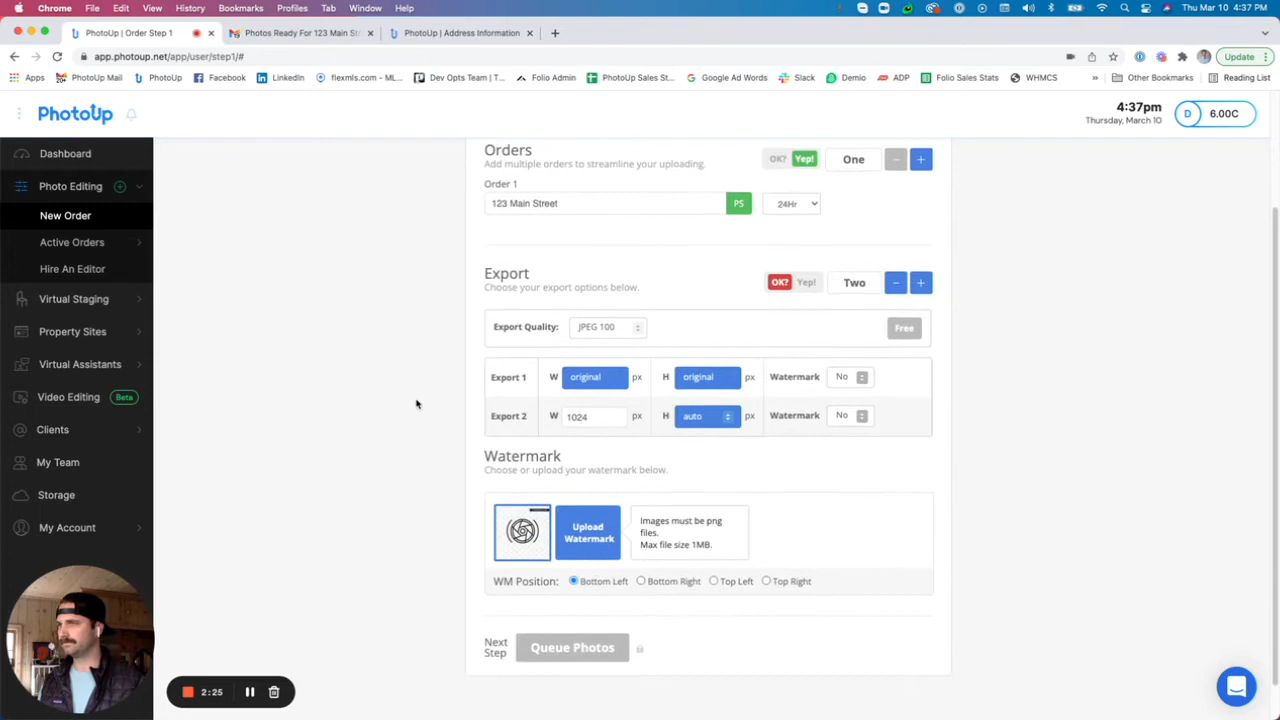 Chrome File Edit View History Bookmarks Profiles Tab Window Help Thu Mar 10 4:37 PM
PhotoUp | Order Step 1 Photos Ready For 123 Main St PhotoUp | Address Information
app.photoup.net/app/user/step1/# Update
Apps PhotoUp Mail PhotoUp Facebook LinkedIn flexmls.com - ML... Dev Opts Team | T... Folio Admin PhotoUp Sales St... Google Ad Words Slack Demio ADP Folio Sales Stats WHMCS » Other Bookmarks Reading List
PhotoUp
4:37pm
Thursday, March 10
D 6.00C
Dashboard
Photo Editing
New Order
Active Orders
Hire An Editor
Virtual Staging
Property Sites
Virtual Assistants
Video Editing Beta
Clients
My Team
Storage
My Account
Orders
Add multiple orders to streamline your uploading.
OK? Yep! One − +
Order 1
123 Main Street PS 24Hr
Export
Choose your export options below.
OK? Yep! Two − +
Export Quality: JPEG 100 Free
Export 1 W original px H original px Watermark No
Export 2 W 1024 px H auto px Watermark No
Watermark
Choose or upload your watermark below.
Upload
Watermark
Images must be png
files.
Max file size 1MB.
WM Position: Bottom Left Bottom Right Top Left Top Right
Next
Step
Queue Photos
2:25